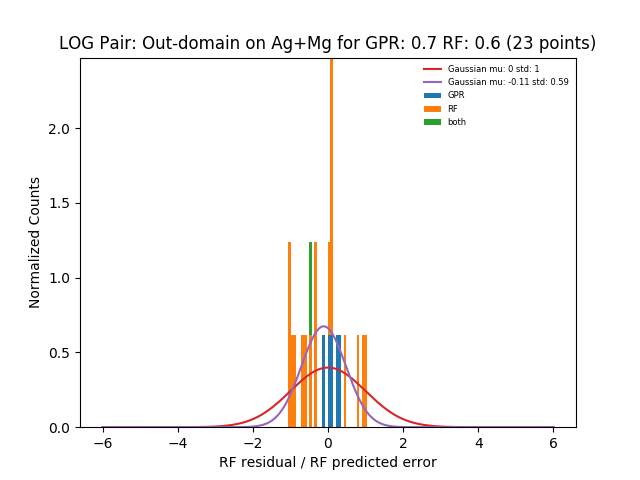 LOG Pair: Out-domain on Ag+Mg for GPR: 0.7 RF: 0.6 (23 points)
Gaussian mu: 0 std: 1
Gaussian mu: -0.11 std: 0.59
GPR
RF
both
Normalized Counts
2.0
1.5
1.0
0.5
0.0
−6 −4 −2 0 2 4 6
RF residual / RF predicted error